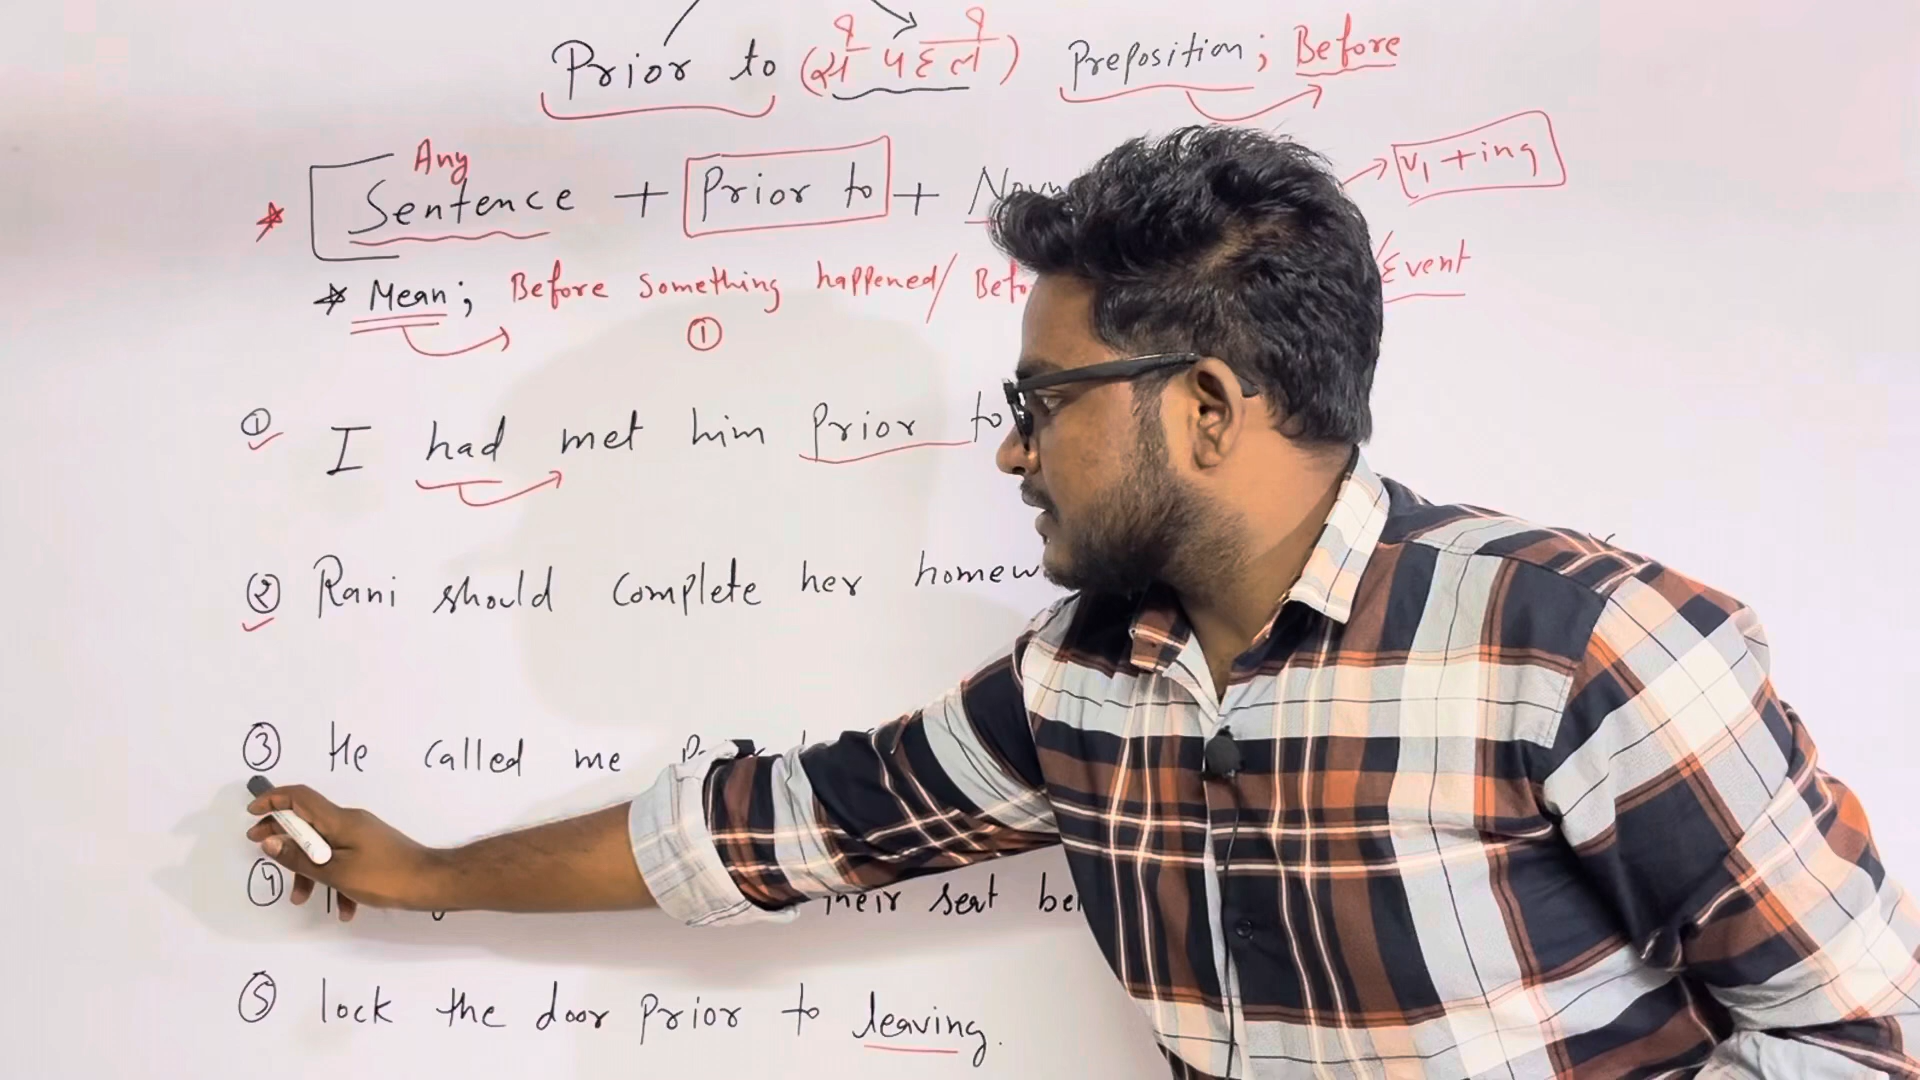 Prior to (से पहले) Preposition; Before
Any
Sentence + Prior to + Noun
V1 + ing
* Mean; Before something happened/ Befo
/Event
①
① I had met him Prior to
② Rani should complete her homew
③ He called me
④ their seat be
⑤ lock the door prior to leaving.